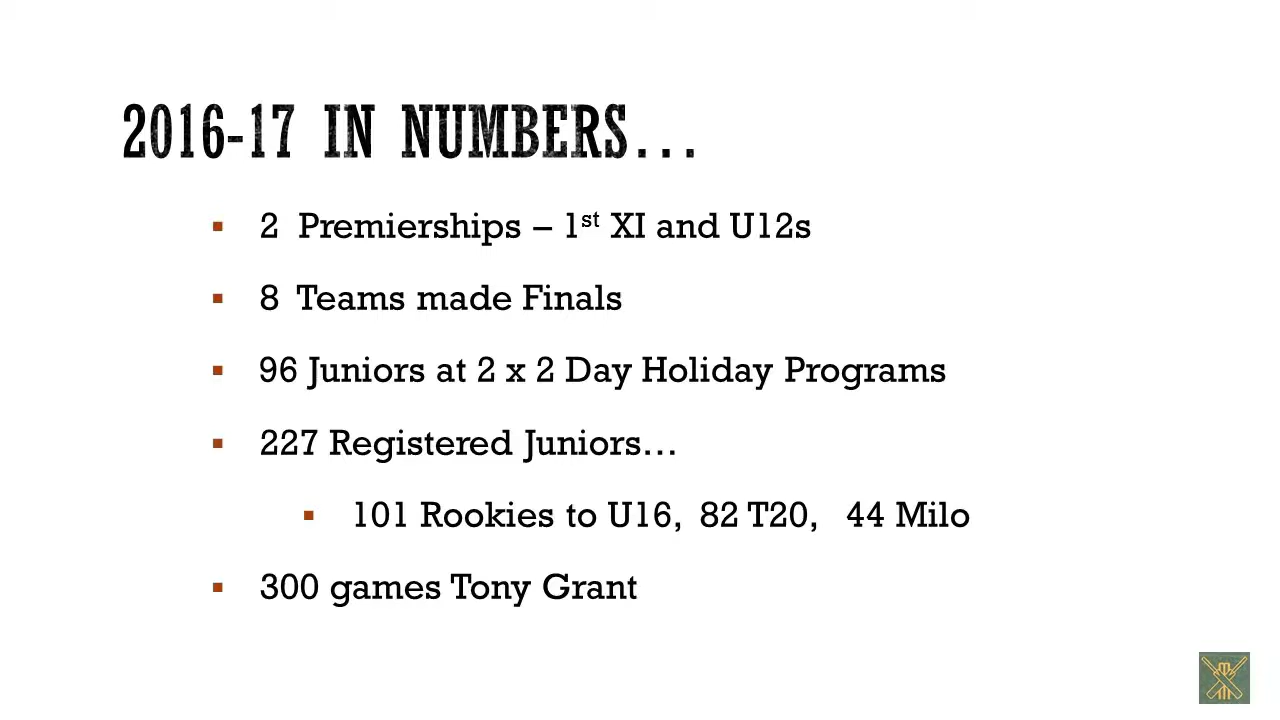 2016-17 IN NUMBERS...
▪ 2 Premierships – 1st XI and U12s
▪ 8 Teams made Finals
▪ 96 Juniors at 2 x 2 Day Holiday Programs
▪ 227 Registered Juniors...
▪ 101 Rookies to U16, 82 T20, 44 Milo
▪ 300 games Tony Grant